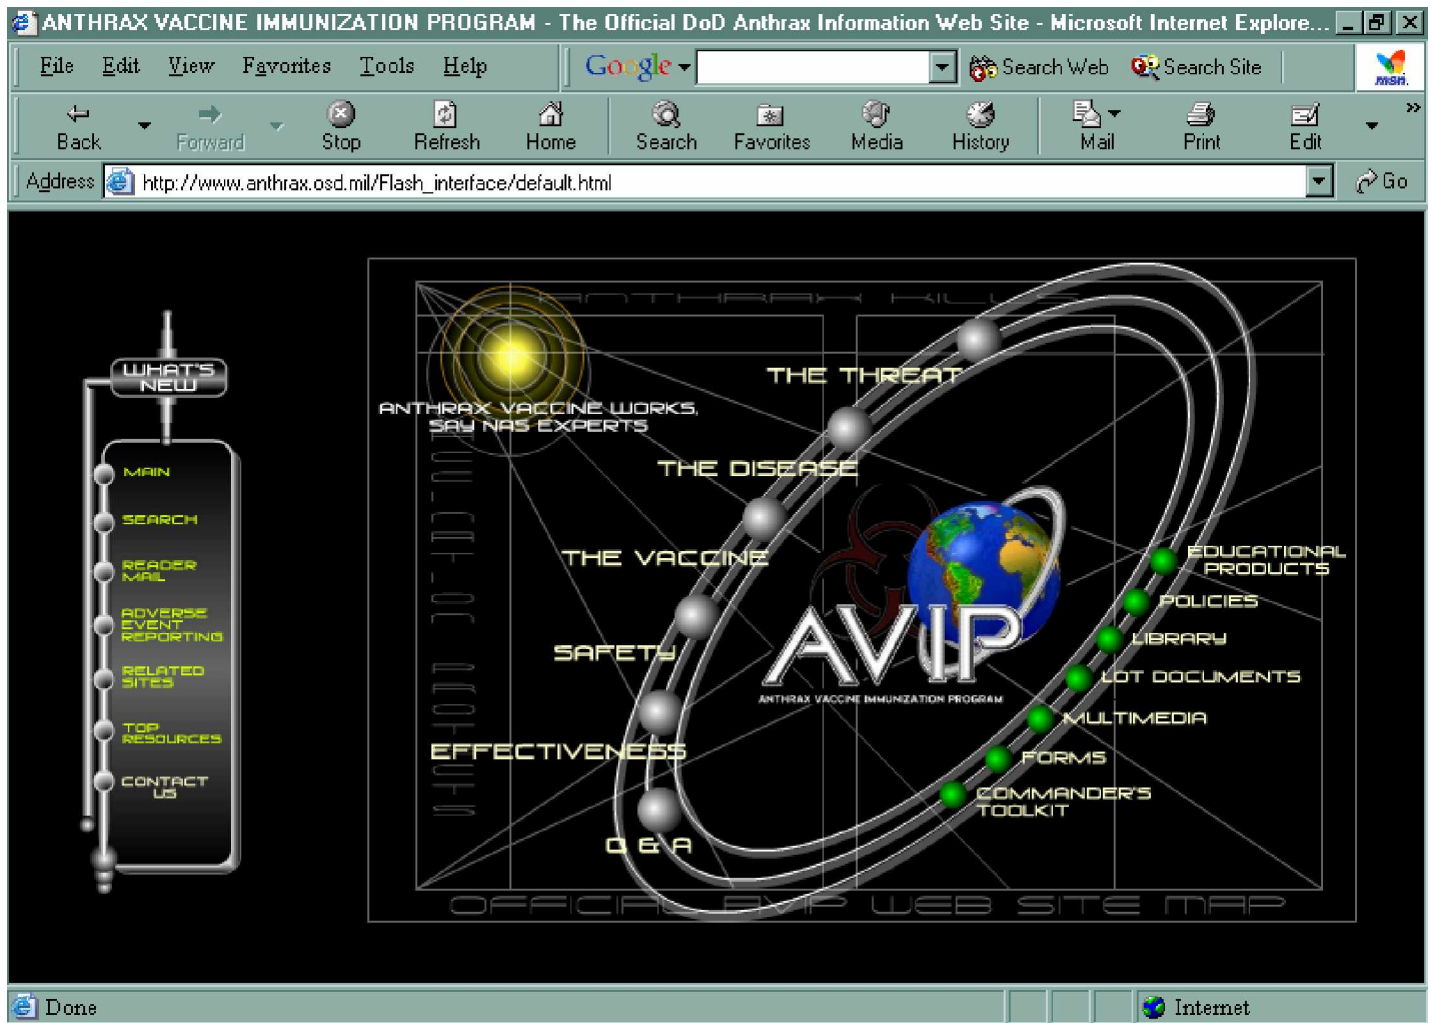 ANTHRAX VACCINE IMMUNIZATION PROGRAM - The Official DoD Anthrax Information Web Site - Microsoft Internet Explore...
File Edit View Favorites Tools Help Google Search Web Search Site msn.
Back Forward Stop Refresh Home Search Favorites Media History Mail Print Edit »
Address http://www.anthrax.osd.mil/Flash_interface/default.html Go
WHAT'S
NEW
MAIN
SEARCH
READER
MAIL
ADVERSE
EVENT
REPORTING
RELATED
SITES
TOP
RESOURCES
CONTACT
US
ANTHRAX KILLS
ANTHRAX VACCINE WORKS,
SAY NAS EXPERTS
THE THREAT
THE DISEASE
THE VACCINE
SAFETY
EFFECTIVENESS
Q & A
AVIP
ANTHRAX VACCINE IMMUNIZATION PROGRAM
EDUCATIONAL
PRODUCTS
POLICIES
LIBRARY
LOT DOCUMENTS
MULTIMEDIA
FORMS
COMMANDER'S
TOOLKIT
OFFICIAL AVIP WEB SITE MAP
Done Internet